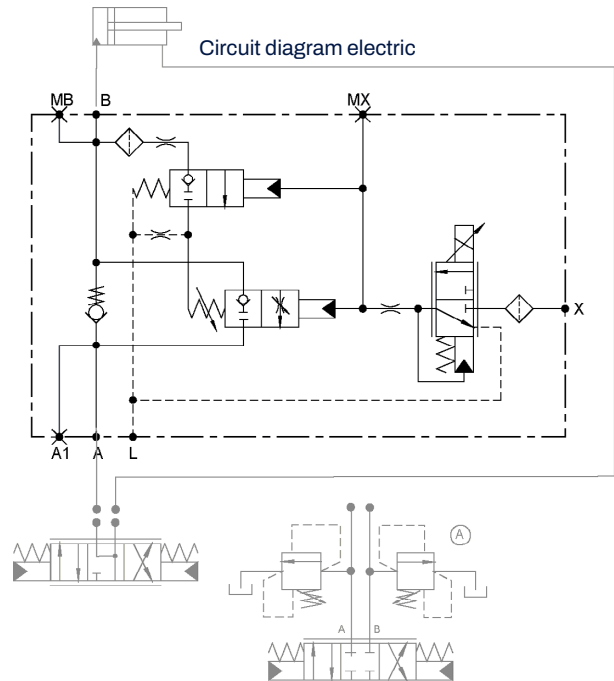 Circuit diagram electric
MB B MX
X
A1 A L
A
A B